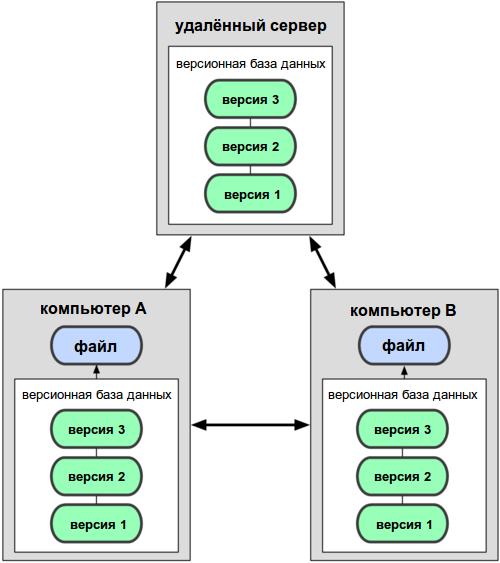 удалённый сервер
версионная база данных
версия 3
версия 2
версия 1
компьютер A
файл
версионная база данных
версия 3
версия 2
версия 1
компьютер B
файл
версионная база данных
версия 3
версия 2
версия 1